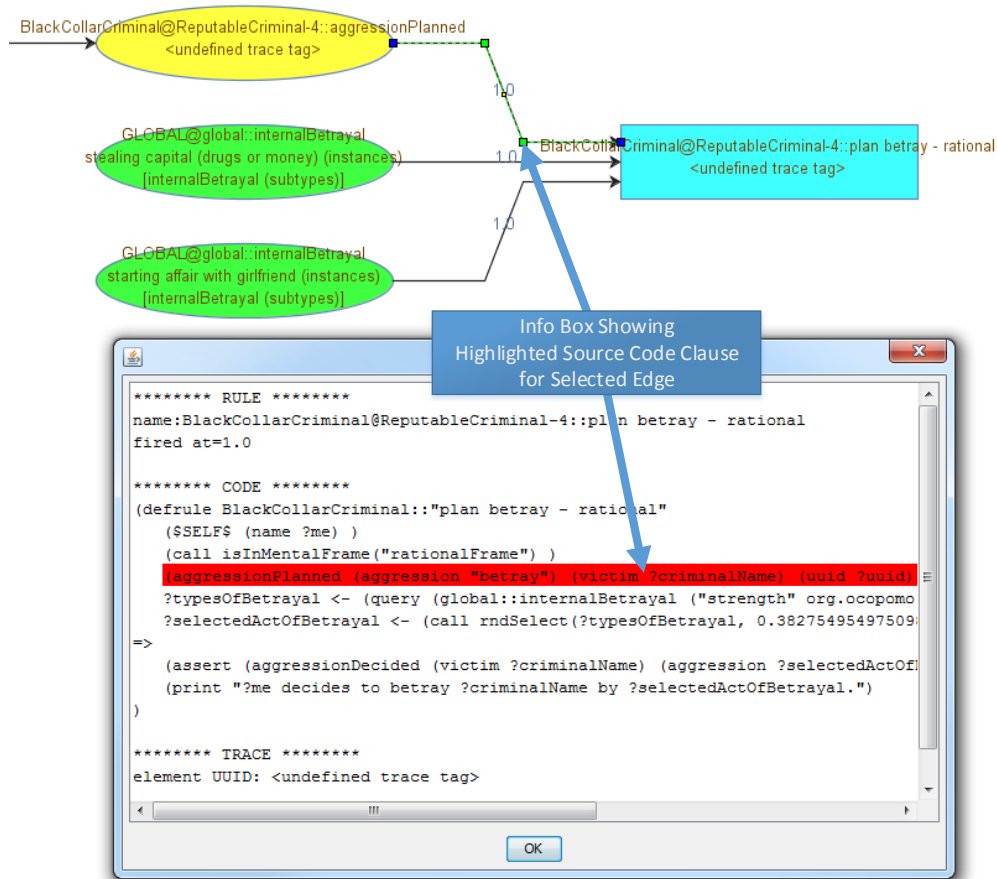 BlackCollarCriminal@ReputableCriminal-4::aggressionPlanned
<undefined trace tag>
1.0
GLOBAL@global::internalBetrayal
stealing capital (drugs or money) (instances)
[internalBetrayal (subtypes)]
1.0
BlackCollarCriminal@ReputableCriminal-4::plan betray - rational
<undefined trace tag>
1.0
GLOBAL@global::internalBetrayal
starting affair with girlfriend (instances)
[internalBetrayal (subtypes)]
Info Box Showing
Highlighted Source Code Clause
for Selected Edge
******** RULE ********
name:BlackCollarCriminal@ReputableCriminal-4::plan betray - rational
fired at=1.0
******** CODE ********
(defrule BlackCollarCriminal::"plan betray - rational"
($SELF$ (name ?me) )
(call isInMentalFrame("rationalFrame") )
(aggressionPlanned (aggression "betray") (victim ?criminalName) (uuid ?uuid)
?typesOfBetrayal <- (query (global::internalBetrayal ("strength" org.ocopomo
?selectedActOfBetrayal <- (call rndSelect(?typesOfBetrayal, 0.38275495497509
=>
(assert (aggressionDecided (victim ?criminalName) (aggression ?selectedActOf
(print "?me decides to betray ?criminalName by ?selectedActOfBetrayal.")
)
******** TRACE ********
element UUID: <undefined trace tag>
OK